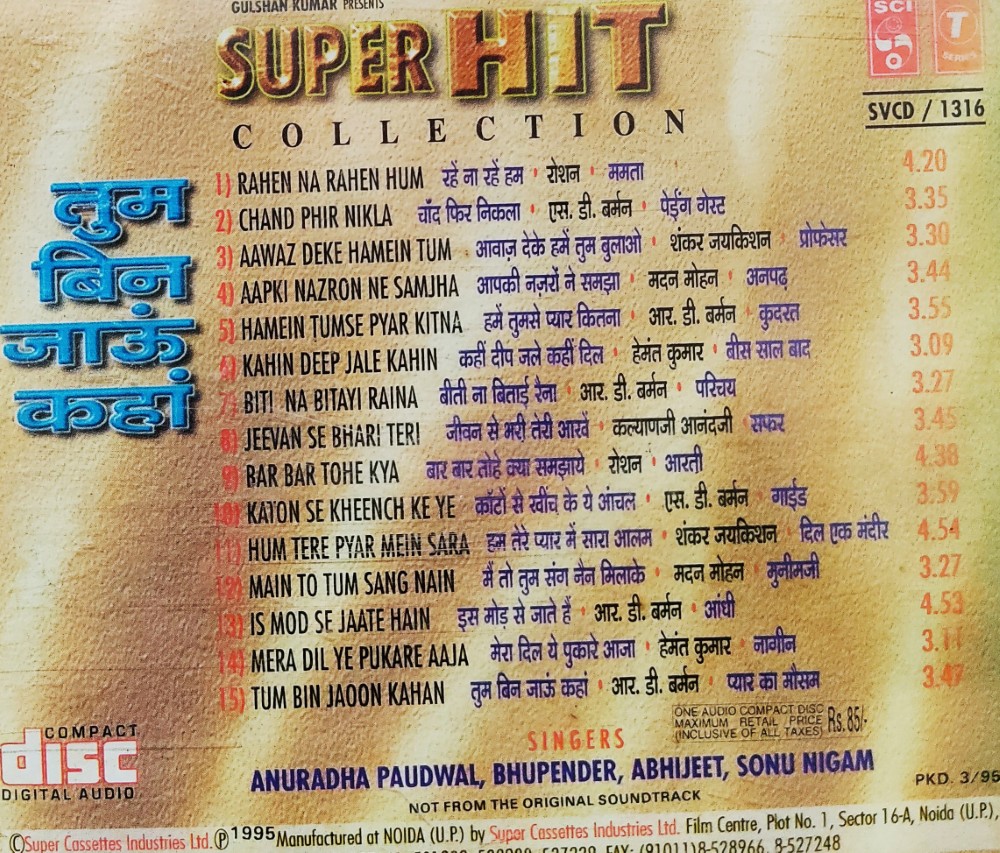 GULSHAN KUMAR PRESENTS
SUPER HIT
COLLECTION
SCI
T
SERIES
SVCD / 1316
तुम
बिन
जाऊं
कहां
1) RAHEN NA RAHEN HUM रहें ना रहें हम • रोशन • ममता 4.20
2) CHAND PHIR NIKLA चाँद फिर निकला • एस. डी. बर्मन • पेईंग गेस्ट 3.35
3) AAWAZ DEKE HAMEIN TUM आवाज़ देके हमें तुम बुलाओ • शंकर जयकिशन • प्रोफेसर 3.30
4) AAPKI NAZRON NE SAMJHA आपकी नज़रों ने समझा • मदन मोहन • अनपढ़ 3.44
5) HAMEIN TUMSE PYAR KITNA हमें तुमसे प्यार कितना • आर. डी. बर्मन • कुदरत 3.55
6) KAHIN DEEP JALE KAHIN कहीं दीप जले कहीं दिल • हेमंत कुमार • बीस साल बाद 3.09
7) BITI NA BITAYI RAINA बीती ना बिताई रैना • आर. डी. बर्मन • परिचय 3.27
8) JEEVAN SE BHARI TERI जीवन से भरी तेरी आखें • कल्याणजी आनंदजी • सफर 3.45
9) BAR BAR TOHE KYA बार बार तोहे क्या समझाये • रोशन • आरती 4.38
10) KATON SE KHEENCH KE YE काँटों से खींच के ये आंचल • एस. डी. बर्मन • गाईड 3.59
11) HUM TERE PYAR MEIN SARA हम तेरे प्यार में सारा आलम • शंकर जयकिशन • दिल एक मंदीर 4.54
12) MAIN TO TUM SANG NAIN मैं तो तुम संग नैन मिलाके • मदन मोहन • मुनीमजी 3.27
13) IS MOD SE JAATE HAIN इस मोड़ से जाते हैं • आर. डी. बर्मन • आंधी 4.53
14) MERA DIL YE PUKARE AAJA मेरा दिल ये पुकारे आजा • हेमंत कुमार • नागीन 3.11
15) TUM BIN JAOON KAHAN तुम बिन जाऊं कहां • आर. डी. बर्मन • प्यार का मौसम 3.47
ONE AUDIO COMPACT DISC
MAXIMUM RETAIL PRICE Rs. 85/-
(INCLUSIVE OF ALL TAXES)
COMPACT
disc
DIGITAL AUDIO
SINGERS
ANURADHA PAUDWAL, BHUPENDER, ABHIJEET, SONU NIGAM
NOT FROM THE ORIGINAL SOUNDTRACK
PKD. 3/96
©Super Cassettes Industries Ltd.℗1995 Manufactured at NOIDA (U.P.) by Super Cassettes Industries Ltd. Film Centre, Plot No. 1, Sector 16-A, Noida (U.P.),
FAX: (91011)8-528966, 8-527248